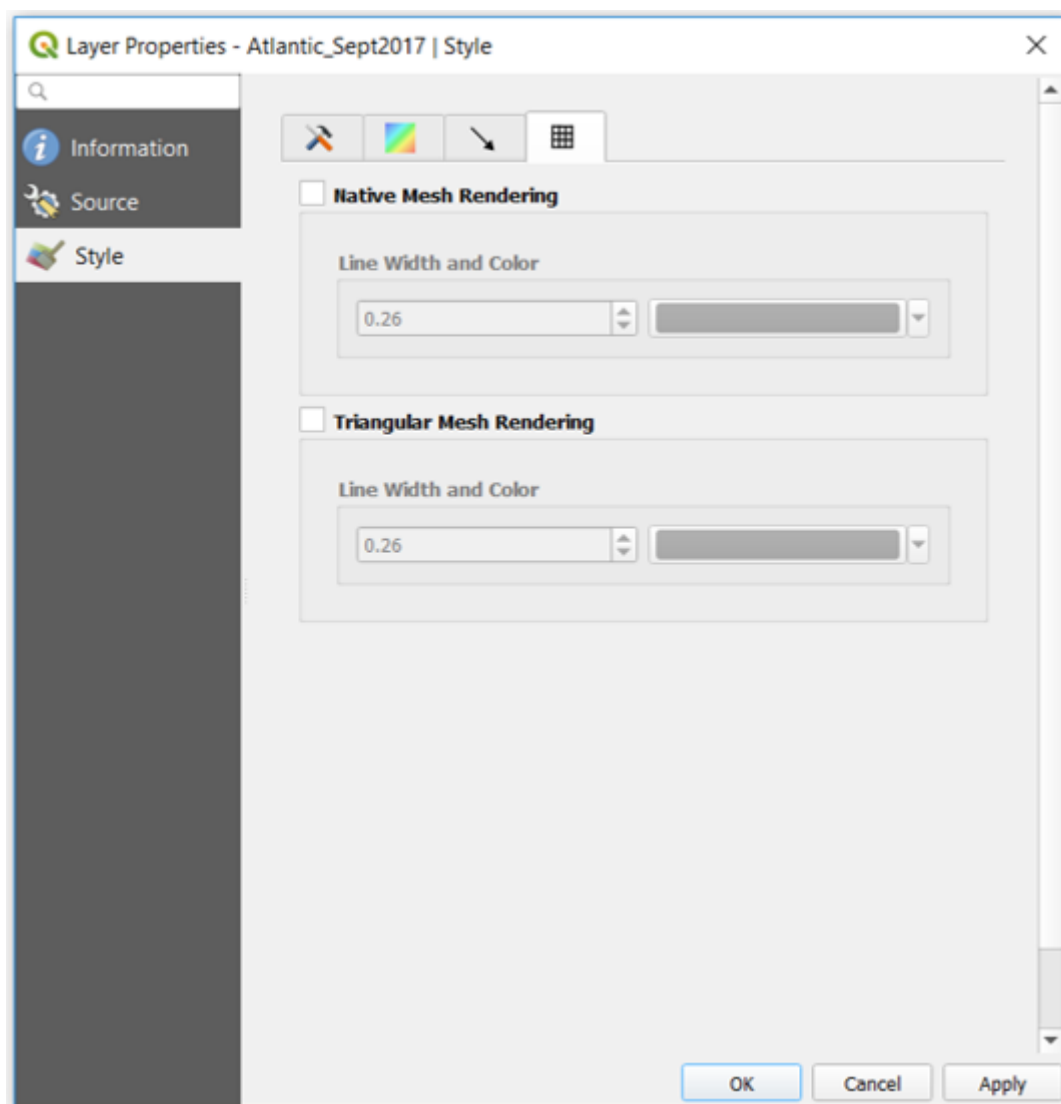 Layer Properties - Atlantic_Sept2017 | Style
Information
Source
Style
Native Mesh Rendering
Line Width and Color
0.26
Triangular Mesh Rendering
Line Width and Color
0.26
OK Cancel Apply